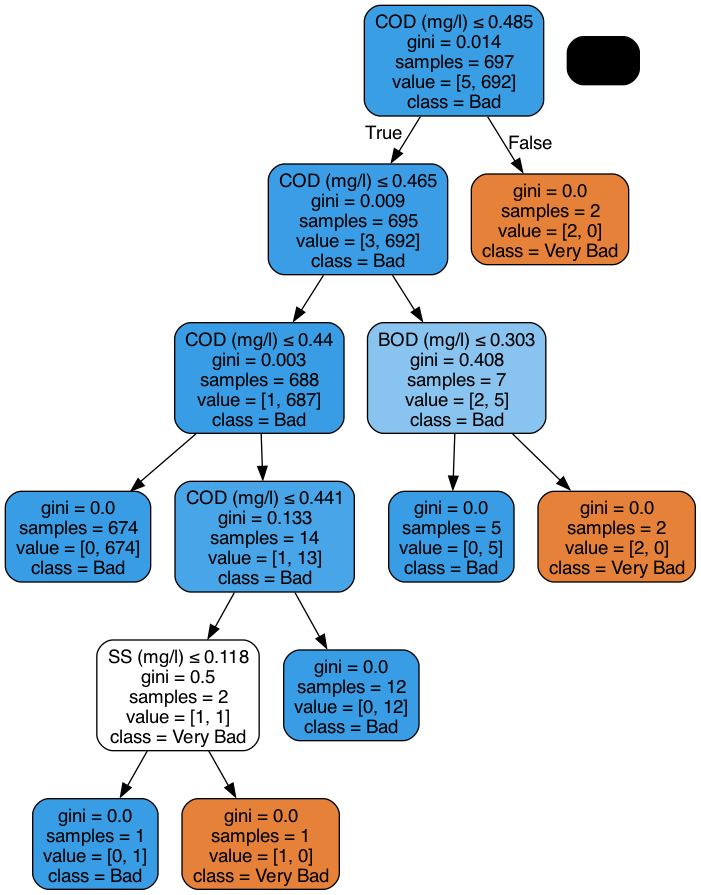 COD (mg/l) ≤ 0.485
gini = 0.014
samples = 697
value = [5, 692]
class = Bad
True
False
COD (mg/l) ≤ 0.465
gini = 0.009
samples = 695
value = [3, 692]
class = Bad
gini = 0.0
samples = 2
value = [2, 0]
class = Very Bad
COD (mg/l) ≤ 0.44
gini = 0.003
samples = 688
value = [1, 687]
class = Bad
BOD (mg/l) ≤ 0.303
gini = 0.408
samples = 7
value = [2, 5]
class = Bad
gini = 0.0
samples = 674
value = [0, 674]
class = Bad
COD (mg/l) ≤ 0.441
gini = 0.133
samples = 14
value = [1, 13]
class = Bad
gini = 0.0
samples = 5
value = [0, 5]
class = Bad
gini = 0.0
samples = 2
value = [2, 0]
class = Very Bad
SS (mg/l) ≤ 0.118
gini = 0.5
samples = 2
value = [1, 1]
class = Very Bad
gini = 0.0
samples = 12
value = [0, 12]
class = Bad
gini = 0.0
samples = 1
value = [0, 1]
class = Bad
gini = 0.0
samples = 1
value = [1, 0]
class = Very Bad